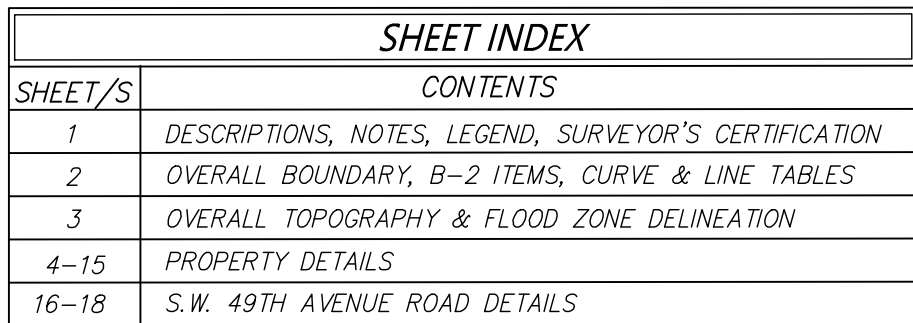 SHEET INDEX
SHEET/S CONTENTS
1 DESCRIPTIONS, NOTES, LEGEND, SURVEYOR'S CERTIFICATION
2 OVERALL BOUNDARY, B-2 ITEMS, CURVE & LINE TABLES
3 OVERALL TOPOGRAPHY & FLOOD ZONE DELINEATION
4-15 PROPERTY DETAILS
16-18 S.W. 49TH AVENUE ROAD DETAILS